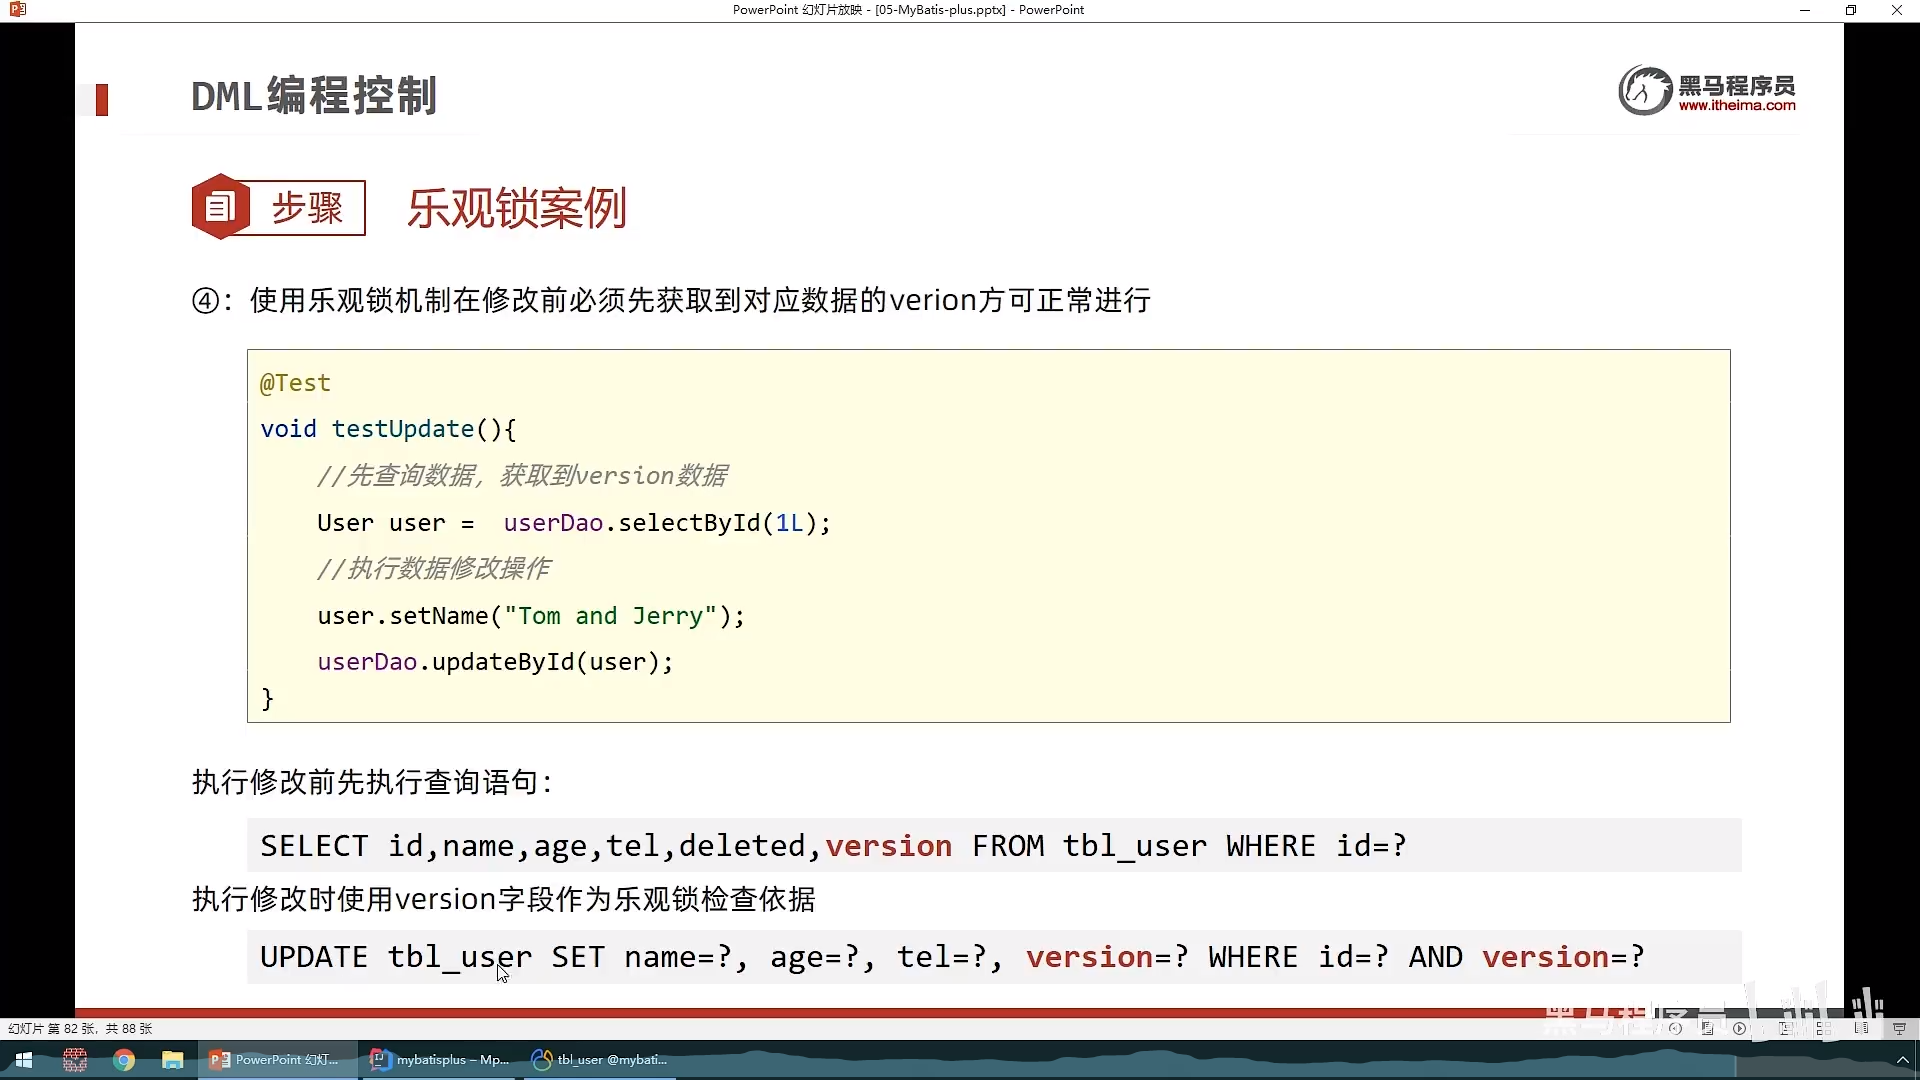 PowerPoint 幻灯片放映 - [05-MyBatis-plus.pptx] - PowerPoint
DML编程控制
黑马程序员
www.itheima.com
步骤
乐观锁案例
④：使用乐观锁机制在修改前必须先获取到对应数据的verion方可正常进行
@Test
void testUpdate(){
//先查询数据，获取到version数据
User user = userDao.selectById(1L);
//执行数据修改操作
user.setName("Tom and Jerry");
userDao.updateById(user);
}
执行修改前先执行查询语句：
SELECT id,name,age,tel,deleted,version FROM tbl_user WHERE id=?
执行修改时使用version字段作为乐观锁检查依据
UPDATE tbl_user SET name=?, age=?, tel=?, version=? WHERE id=? AND version=?
黑马程序员
幻灯片 第 82 张，共 88 张
PowerPoint 幻灯...
mybatisplus – Mp...
tbl_user @mybati...